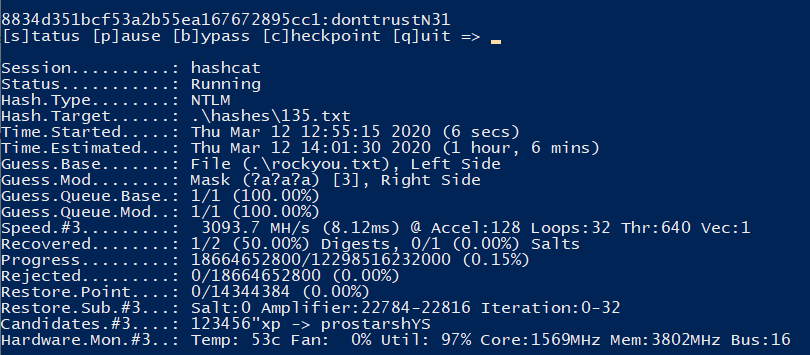 8834d351bcf53a2b55ea167672895cc1:donttrustN31
[s]tatus [p]ause [b]ypass [c]heckpoint [q]uit => _
Session..........: hashcat
Status...........: Running
Hash.Type........: NTLM
Hash.Target......: .\hashes\135.txt
Time.Started.....: Thu Mar 12 12:55:15 2020 (6 secs)
Time.Estimated...: Thu Mar 12 14:01:30 2020 (1 hour, 6 mins)
Guess.Base.......: File (.\rockyou.txt), Left Side
Guess.Mod........: Mask (?a?a?a) [3], Right Side
Guess.Queue.Base.: 1/1 (100.00%)
Guess.Queue.Mod..: 1/1 (100.00%)
Speed.#3.........:  3093.7 MH/s (8.12ms) @ Accel:128 Loops:32 Thr:640 Vec:1
Recovered........: 1/2 (50.00%) Digests, 0/1 (0.00%) Salts
Progress.........: 18664652800/12298516232000 (0.15%)
Rejected.........: 0/18664652800 (0.00%)
Restore.Point....: 0/14344384 (0.00%)
Restore.Sub.#3...: Salt:0 Amplifier:22784-22816 Iteration:0-32
Candidates.#3....: 123456"xp -> prostarshYS
Hardware.Mon.#3..: Temp: 53c Fan:  0% Util: 97% Core:1569MHz Mem:3802MHz Bus:16